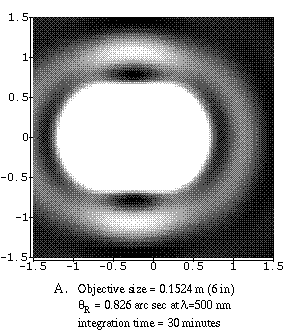 1.5
1
0.5
0
-0.5
-1
-1.5
-1.5 -1 -0.5 0 0.5 1 1.5
A. Objective size = 0.1524 m (6 in)
θR = 0.826 arc sec at λ=500 nm
integration time = 30 minutes